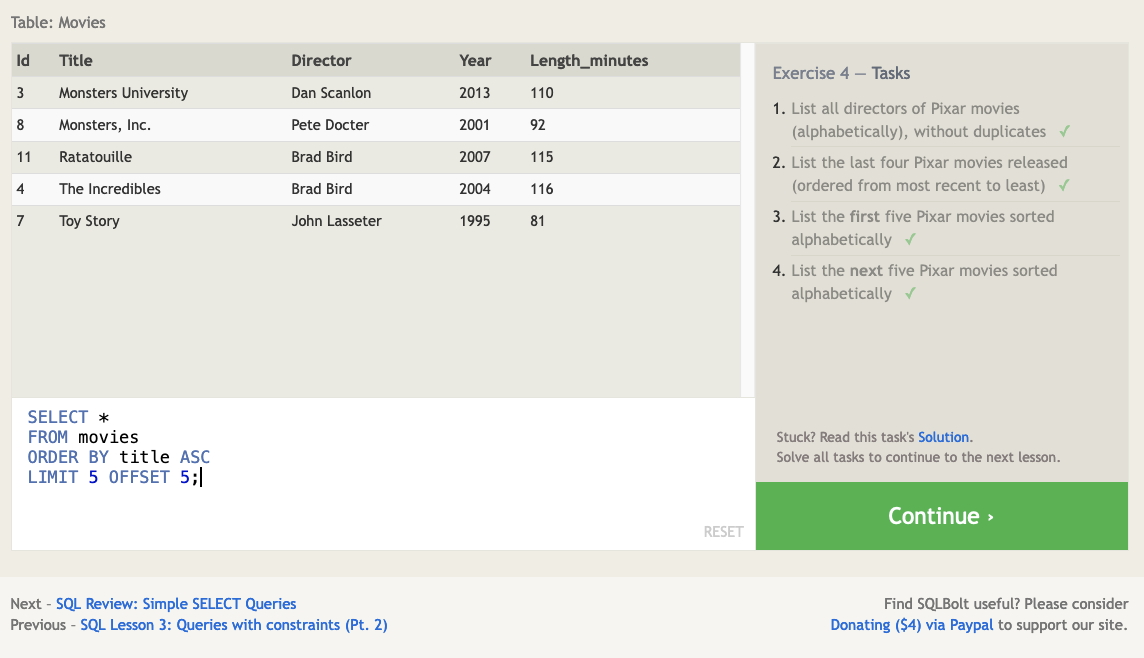 Table: Movies
Id Title Director Year Length_minutes
3 Monsters University Dan Scanlon 2013 110
8 Monsters, Inc. Pete Docter 2001 92
11 Ratatouille Brad Bird 2007 115
4 The Incredibles Brad Bird 2004 116
7 Toy Story John Lasseter 1995 81
SELECT *
FROM movies
ORDER BY title ASC
LIMIT 5 OFFSET 5;
RESET
Exercise 4 — Tasks
1. List all directors of Pixar movies
(alphabetically), without duplicates ✓
2. List the last four Pixar movies released
(ordered from most recent to least) ✓
3. List the first five Pixar movies sorted
alphabetically ✓
4. List the next five Pixar movies sorted
alphabetically ✓
Stuck? Read this task's Solution.
Solve all tasks to continue to the next lesson.
Continue ›
Next – SQL Review: Simple SELECT Queries
Previous – SQL Lesson 3: Queries with constraints (Pt. 2)
Find SQLBolt useful? Please consider
Donating ($4) via Paypal to support our site.